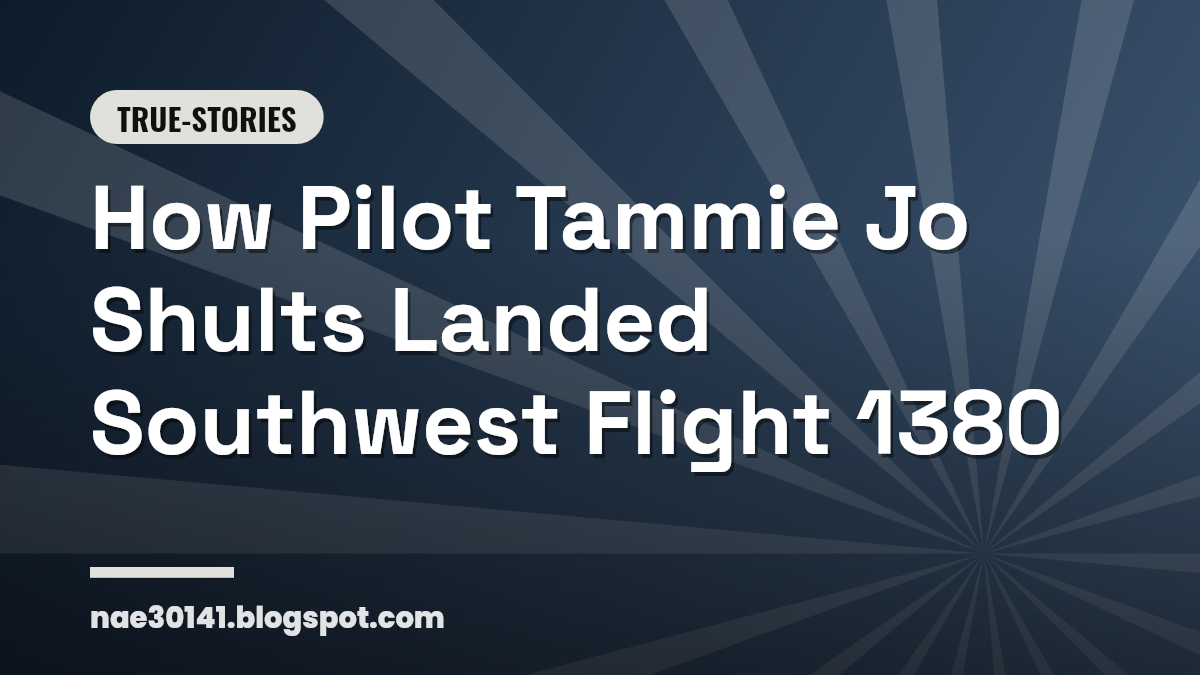 TRUE-STORIES
How Pilot Tammie Jo
Shults Landed
Southwest Flight 1380
nae30141.blogspot.com